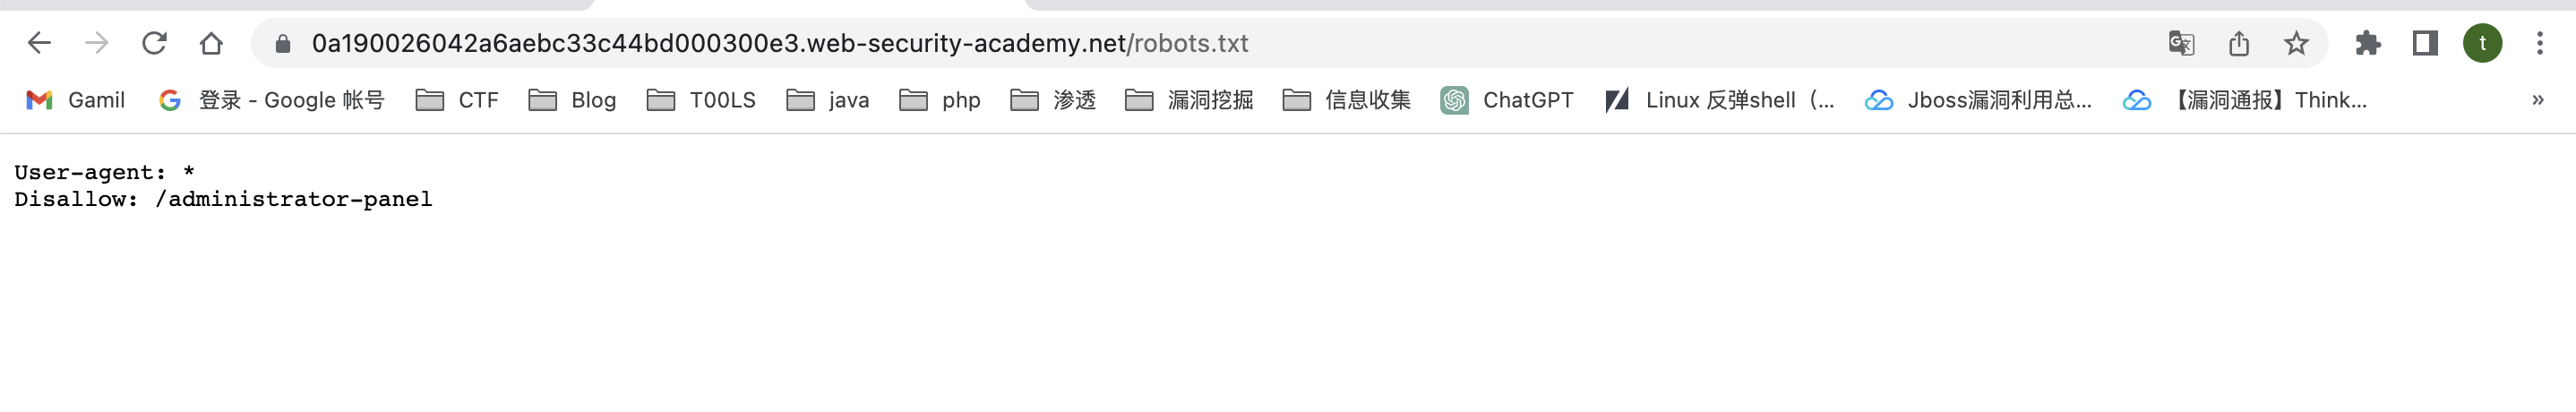 0a190026042a6aebc33c44bd000300e3.web-security-academy.net/robots.txt t
Gamil 登录 - Google 帐号 CTF Blog T00LS java php 渗透 漏洞挖掘 信息收集 ChatGPT Linux 反弹shell（... Jboss漏洞利用总... 【漏洞通报】Think... »
User-agent: *
Disallow: /administrator-panel